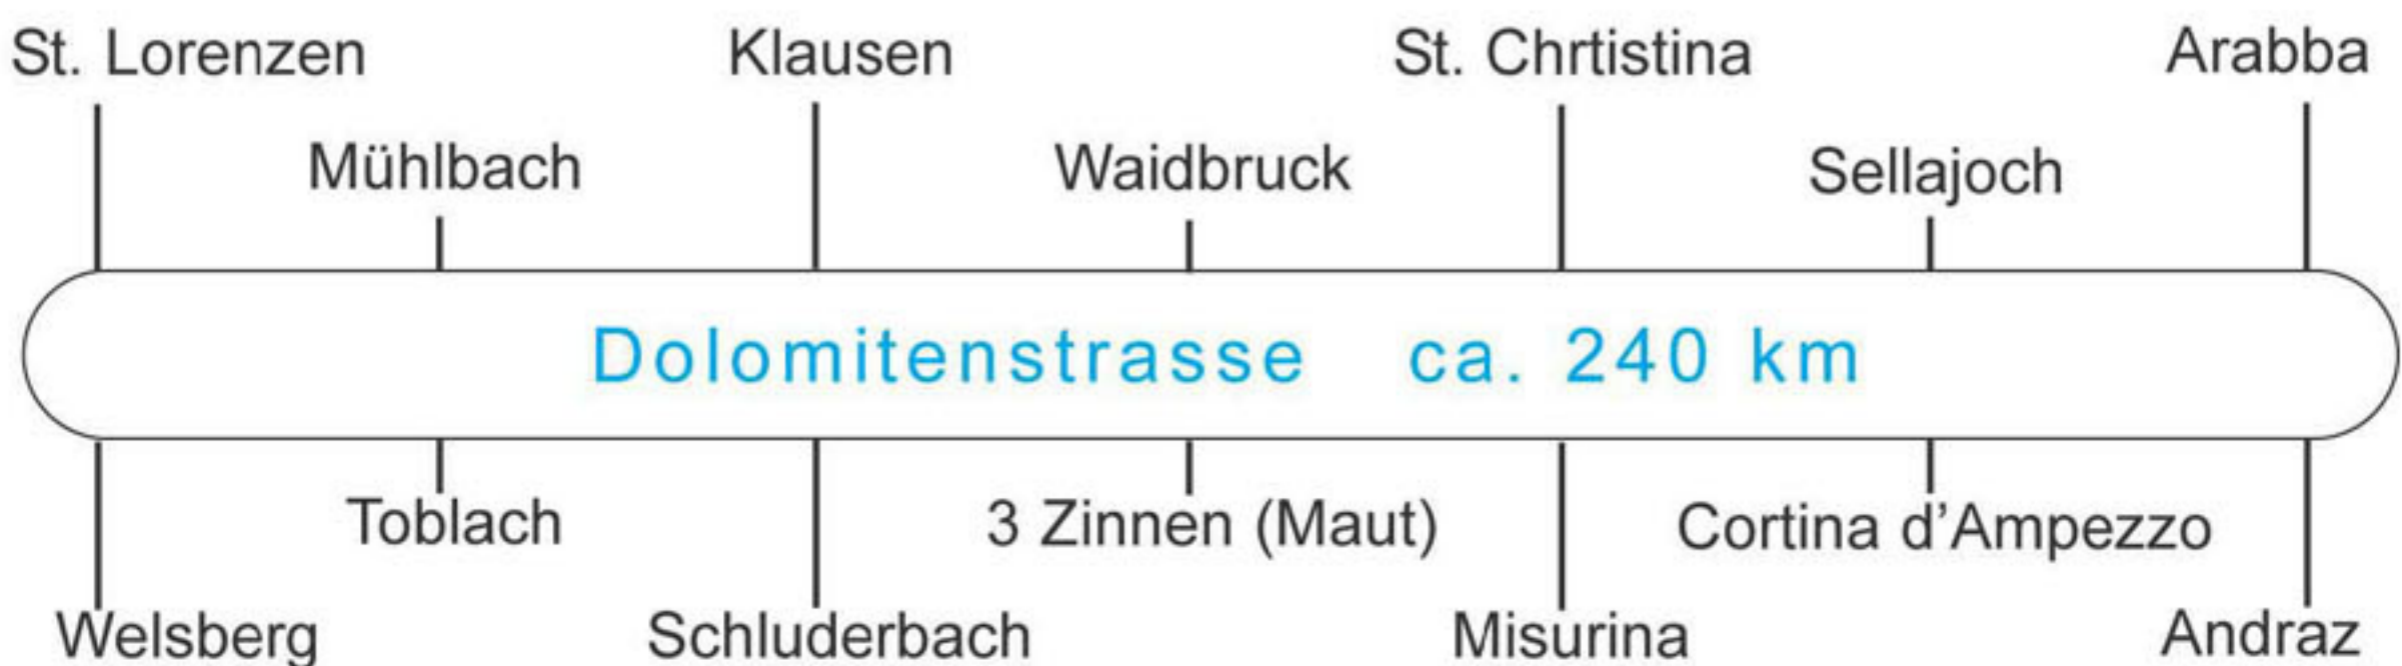 St. Lorenzen
Klausen
St. Chrtistina
Arabba
Mühlbach
Waidbruck
Sellajoch
Dolomitenstrasse ca. 240 km
Toblach
3 Zinnen (Maut)
Cortina d'Ampezzo
Welsberg
Schluderbach
Misurina
Andraz